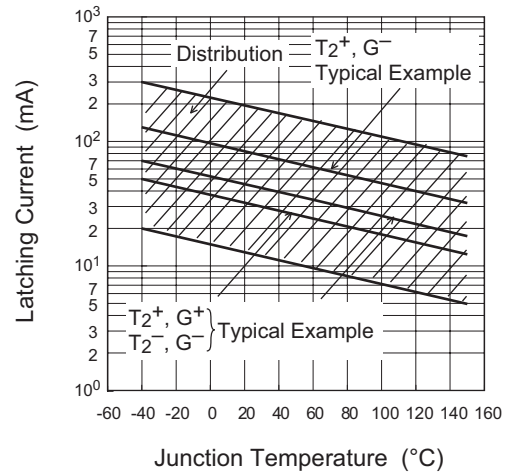 10³
7
5
3
2
10²
7
5
3
2
10¹
7
5
3
2
10⁰
Latching Current (mA)
Distribution
T2+, G–
Typical Example
T2+, G+
T2–, G–
} Typical Example
-60 -40 -20 0 20 40 60 80 100 120 140 160
Junction Temperature (°C)